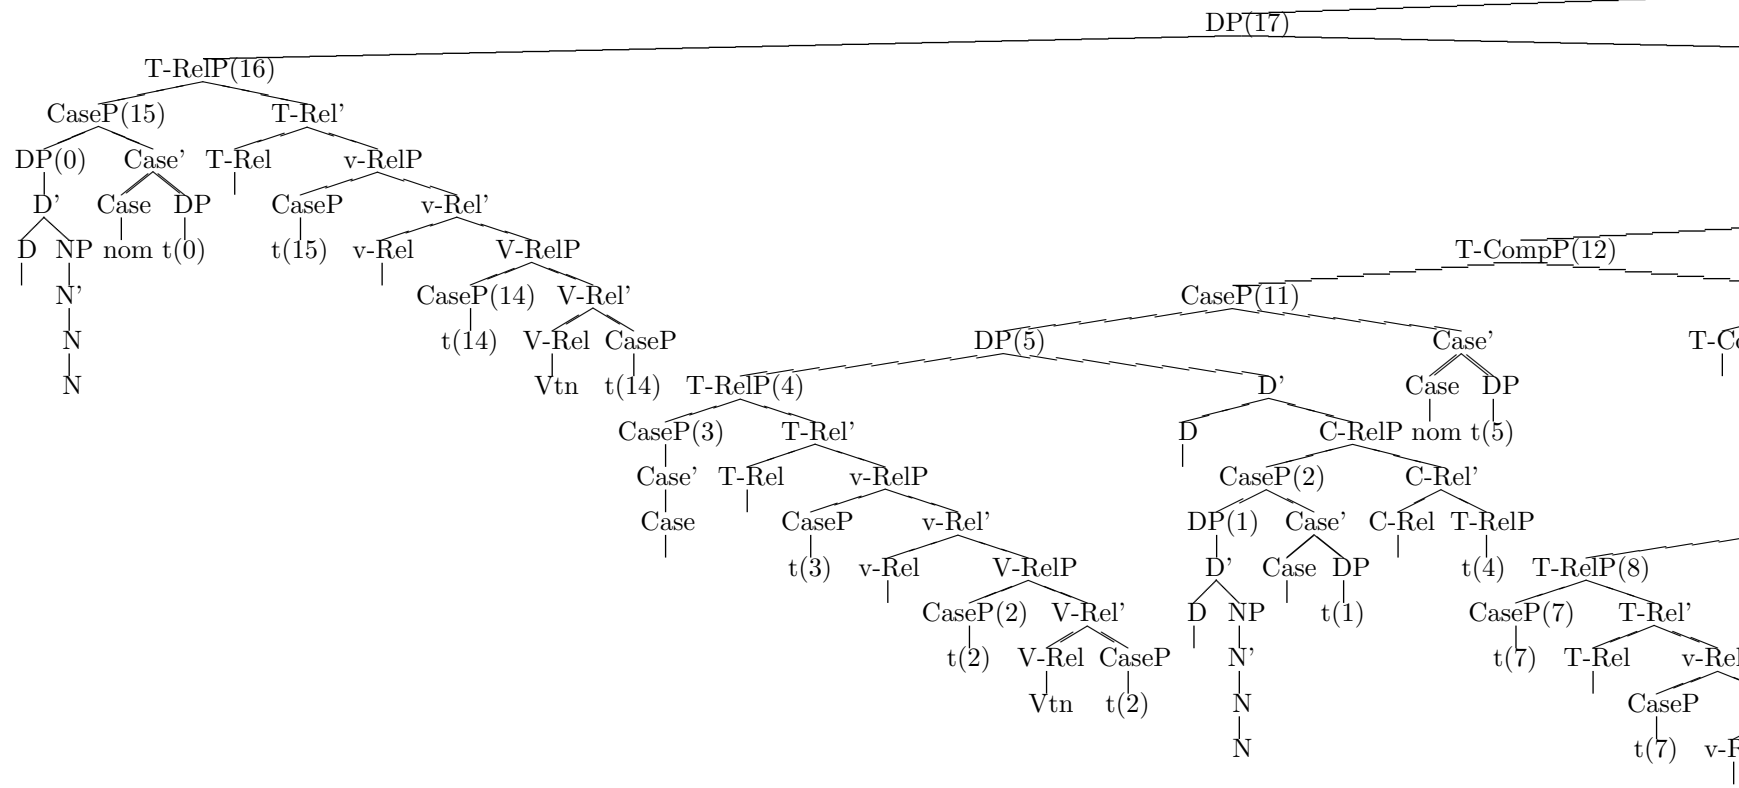 DP(17)
T-RelP(16)
CaseP(15) T-Rel'
DP(0) Case' T-Rel v-RelP
D' Case DP CaseP v-Rel'
D NP nom t(0) t(15) v-Rel V-RelP T-CompP(12)
N' CaseP(14) V-Rel' CaseP(11)
N t(14) V-Rel CaseP DP(5) Case'
N Vtn t(14) T-RelP(4) D' Case DP
CaseP(3) T-Rel' D C-RelP nom t(5)
Case' T-Rel v-RelP CaseP(2) C-Rel'
Case CaseP v-Rel' DP(1) Case' C-Rel T-RelP
t(3) v-Rel V-RelP D' Case DP t(4) T-RelP(8)
CaseP(2) V-Rel' D NP t(1) CaseP(7) T-Rel'
t(2) V-Rel CaseP N' t(7) T-Rel
Vtn t(2) N CaseP
N t(7)